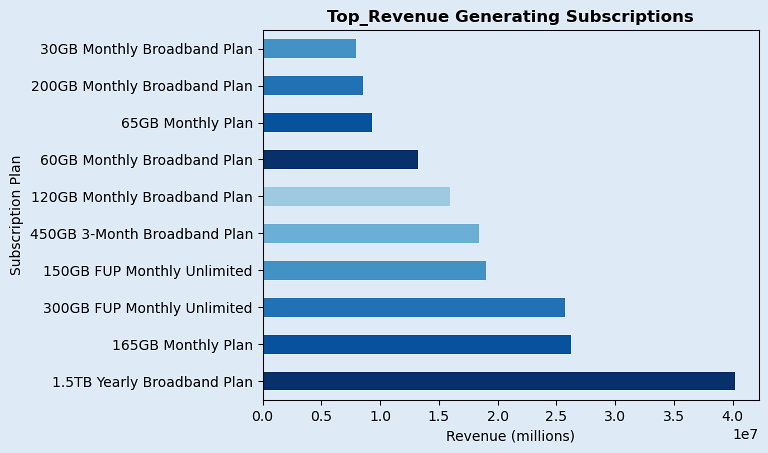 Top_Revenue Generating Subscriptions
30GB Monthly Broadband Plan
200GB Monthly Broadband Plan
65GB Monthly Plan
60GB Monthly Broadband Plan
120GB Monthly Broadband Plan
450GB 3-Month Broadband Plan
150GB FUP Monthly Unlimited
300GB FUP Monthly Unlimited
165GB Monthly Plan
1.5TB Yearly Broadband Plan
Subscription Plan
0.0 0.5 1.0 1.5 2.0 2.5 3.0 3.5 4.0
1e7
Revenue (millions)